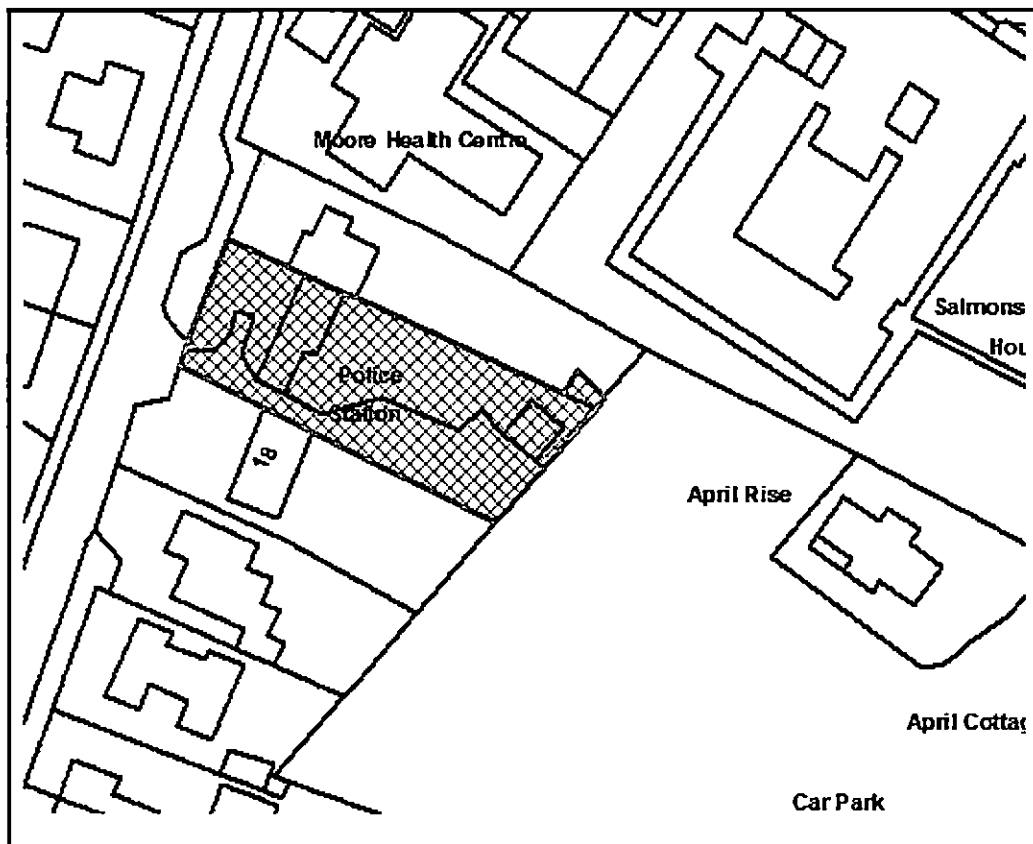 Moore Health Centre
Salmons
Hou
Police
Station
18
April Rise
April Cottag
Car Park